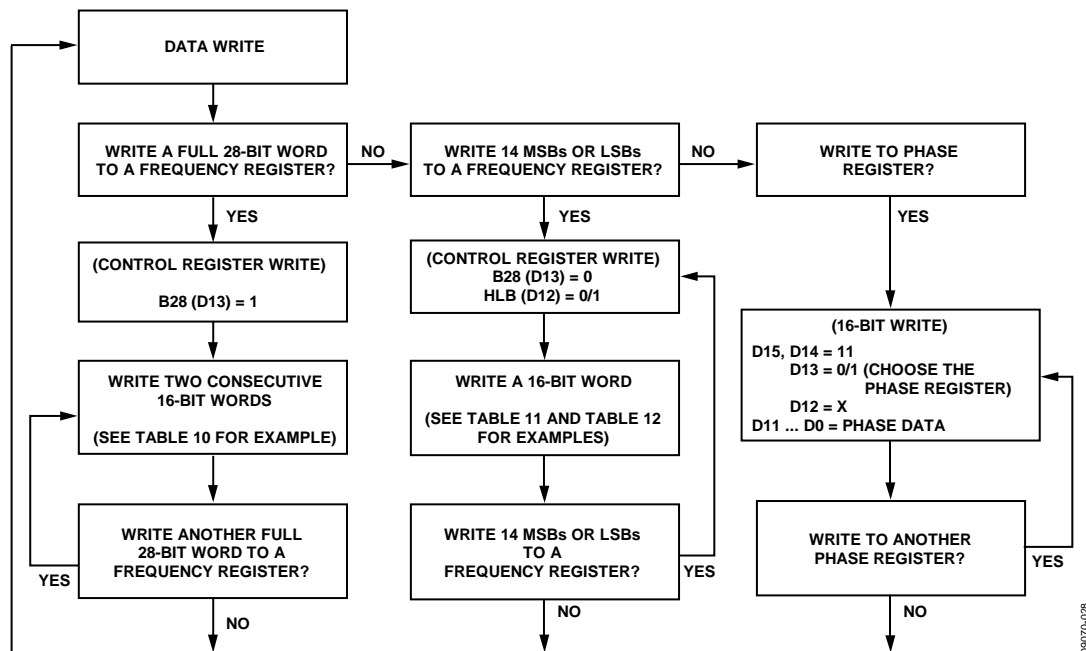 DATA WRITE
WRITE A FULL 28-BIT WORD
TO A FREQUENCY REGISTER?
NO
WRITE 14 MSBs OR LSBs
TO A FREQUENCY REGISTER?
NO
WRITE TO PHASE
REGISTER?
YES
YES
YES
(CONTROL REGISTER WRITE)
B28 (D13) = 1
(CONTROL REGISTER WRITE)
B28 (D13) = 0
HLB (D12) = 0/1
(16-BIT WRITE)
D15, D14 = 11
D13 = 0/1 (CHOOSE THE
PHASE REGISTER)
D12 = X
D11 ... D0 = PHASE DATA
WRITE TWO CONSECUTIVE
16-BIT WORDS
(SEE TABLE 10 FOR EXAMPLE)
WRITE A 16-BIT WORD
(SEE TABLE 11 AND TABLE 12
FOR EXAMPLES)
WRITE ANOTHER FULL
28-BIT WORD TO A
FREQUENCY REGISTER?
YES
WRITE 14 MSBs OR LSBs
TO A
FREQUENCY REGISTER?
YES
WRITE TO ANOTHER
PHASE REGISTER?
YES
NO
NO
NO
09070-028